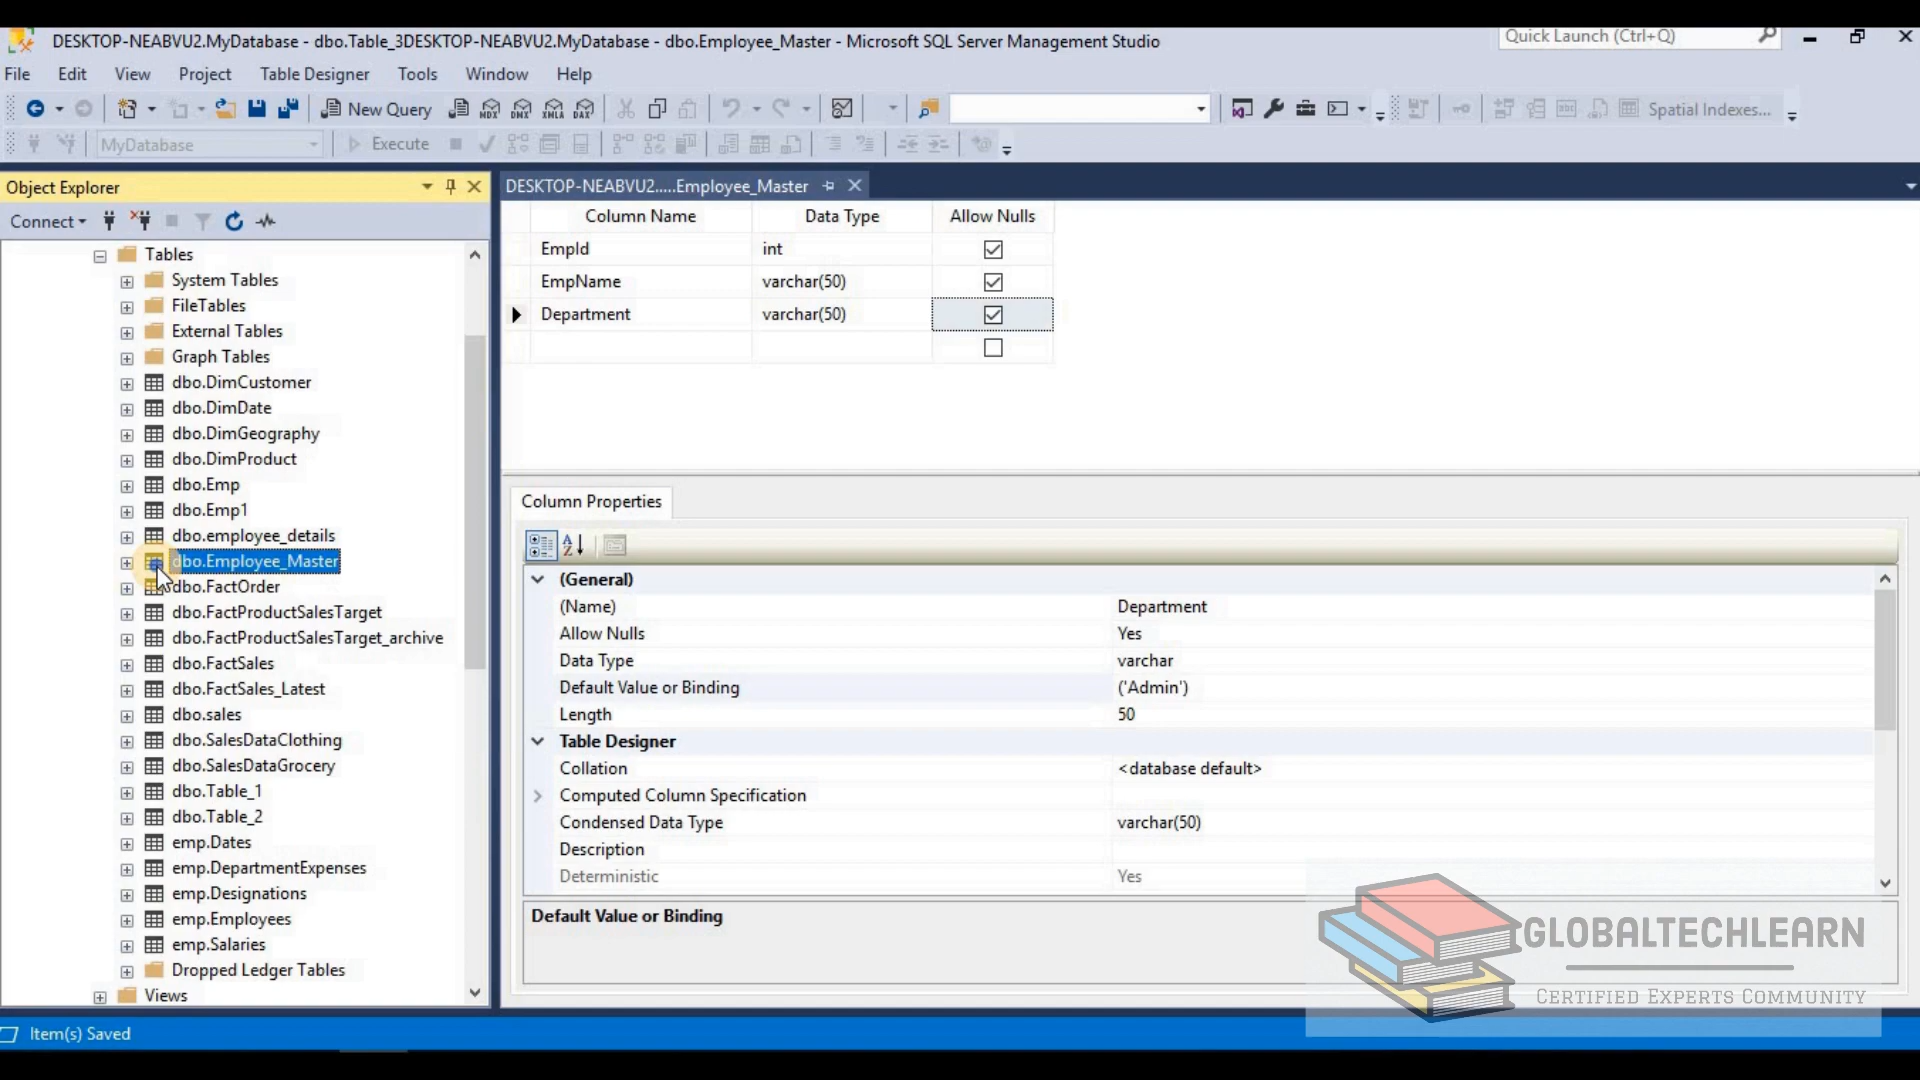 DESKTOP-NEABVU2.MyDatabase - dbo.Table_3DESKTOP-NEABVU2.MyDatabase - dbo.Employee_Master - Microsoft SQL Server Management Studio
Quick Launch (Ctrl+Q)
File Edit View Project Table Designer Tools Window Help
New Query MDX DMX XMLA DAX Spatial Indexes...
MyDatabase Execute
Object Explorer
Connect
Tables
System Tables
FileTables
External Tables
Graph Tables
dbo.DimCustomer
dbo.DimDate
dbo.DimGeography
dbo.DimProduct
dbo.Emp
dbo.Emp1
dbo.employee_details
dbo.Employee_Master
dbo.FactOrder
dbo.FactProductSalesTarget
dbo.FactProductSalesTarget_archive
dbo.FactSales
dbo.FactSales_Latest
dbo.sales
dbo.SalesDataClothing
dbo.SalesDataGrocery
dbo.Table_1
dbo.Table_2
emp.Dates
emp.DepartmentExpenses
emp.Designations
emp.Employees
emp.Salaries
Dropped Ledger Tables
Views
DESKTOP-NEABVU2.....Employee_Master
Column Name Data Type Allow Nulls
EmpId int
EmpName varchar(50)
Department varchar(50)
Column Properties
(General)
(Name) Department
Allow Nulls Yes
Data Type varchar
Default Value or Binding ('Admin')
Length 50
Table Designer
Collation <database default>
Computed Column Specification
Condensed Data Type varchar(50)
Description
Deterministic Yes
Default Value or Binding
GLOBALTECHLEARN
CERTIFIED EXPERTS COMMUNITY
Item(s) Saved